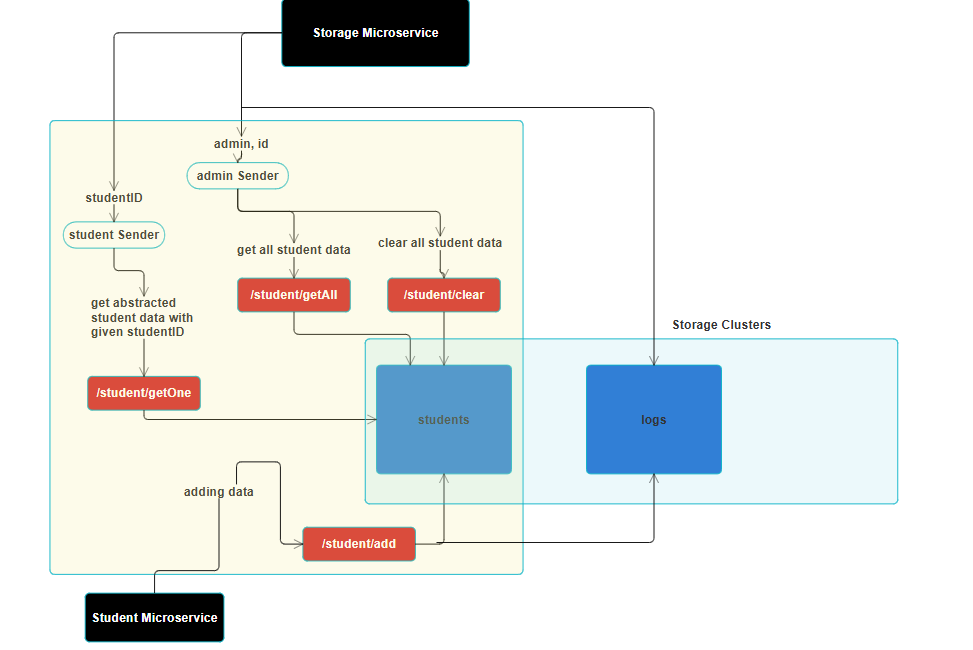 Storage Microservice
admin, id
admin Sender
studentID
student Sender
get all student data
clear all student data
/student/getAll
/student/clear
get abstracted
student data with
given studentID
Storage Clusters
/student/getOne
students
logs
adding data
/student/add
Student Microservice